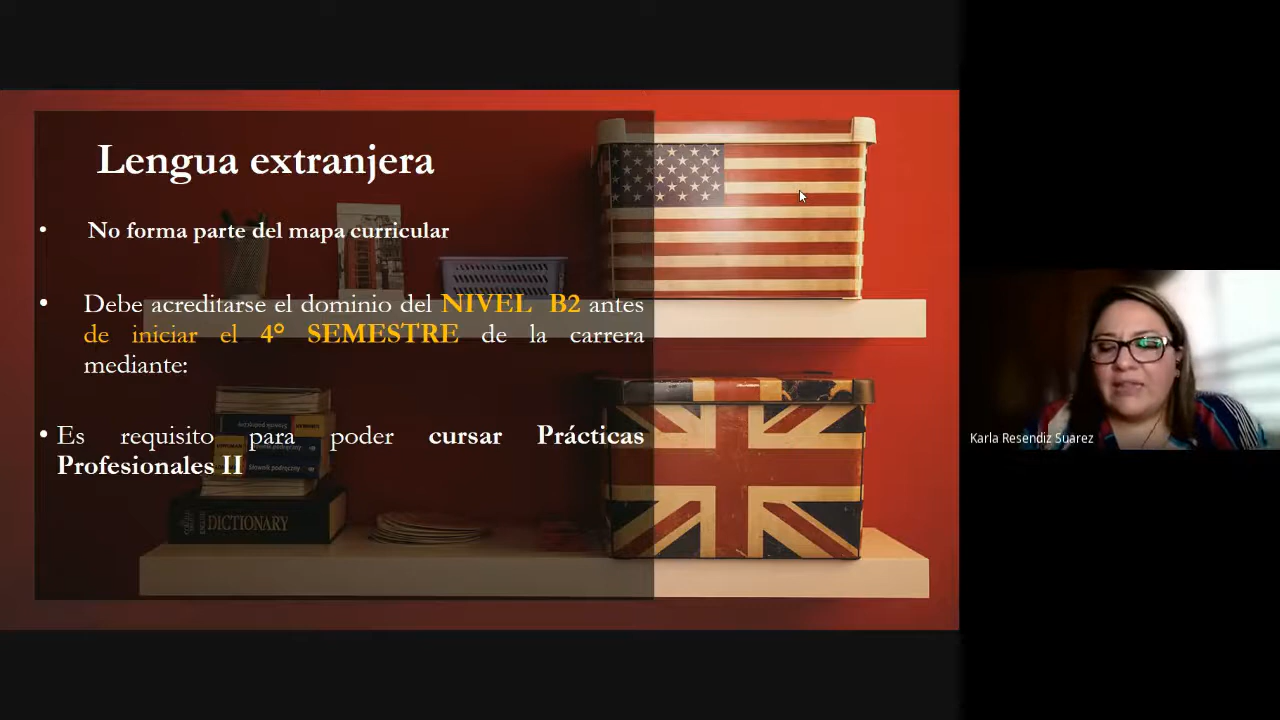 Lengua extranjera
• No forma parte del mapa curricular
• Debe acreditarse el dominio del NIVEL B2 antes
de iniciar el 4° SEMESTRE de la carrera
mediante:
• Es requisito para poder cursar Prácticas
Profesionales II
DICTIONARY
Karla Resendiz Suarez